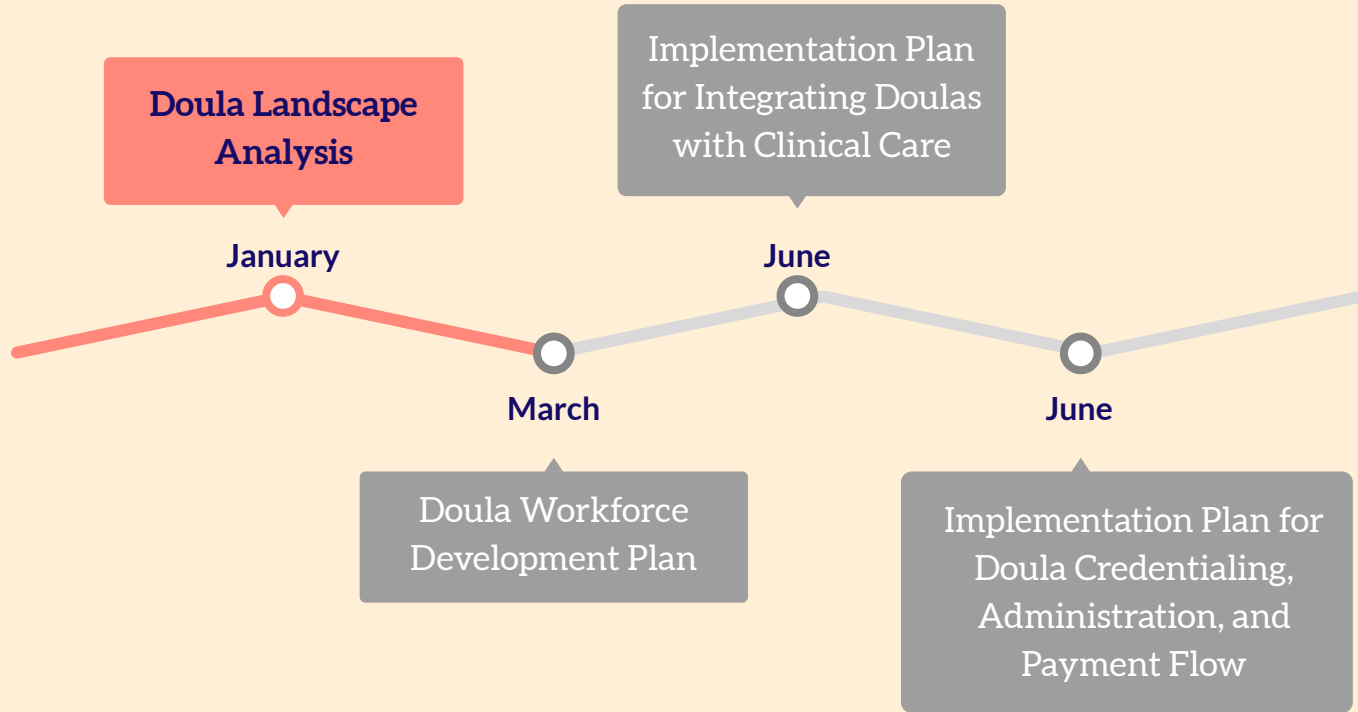 Doula Landscape
Analysis
January
March
Doula Workforce
Development Plan
Implementation Plan
for Integrating Doulas
with Clinical Care
June
June
Implementation Plan for
Doula Credentialing,
Administration, and
Payment Flow